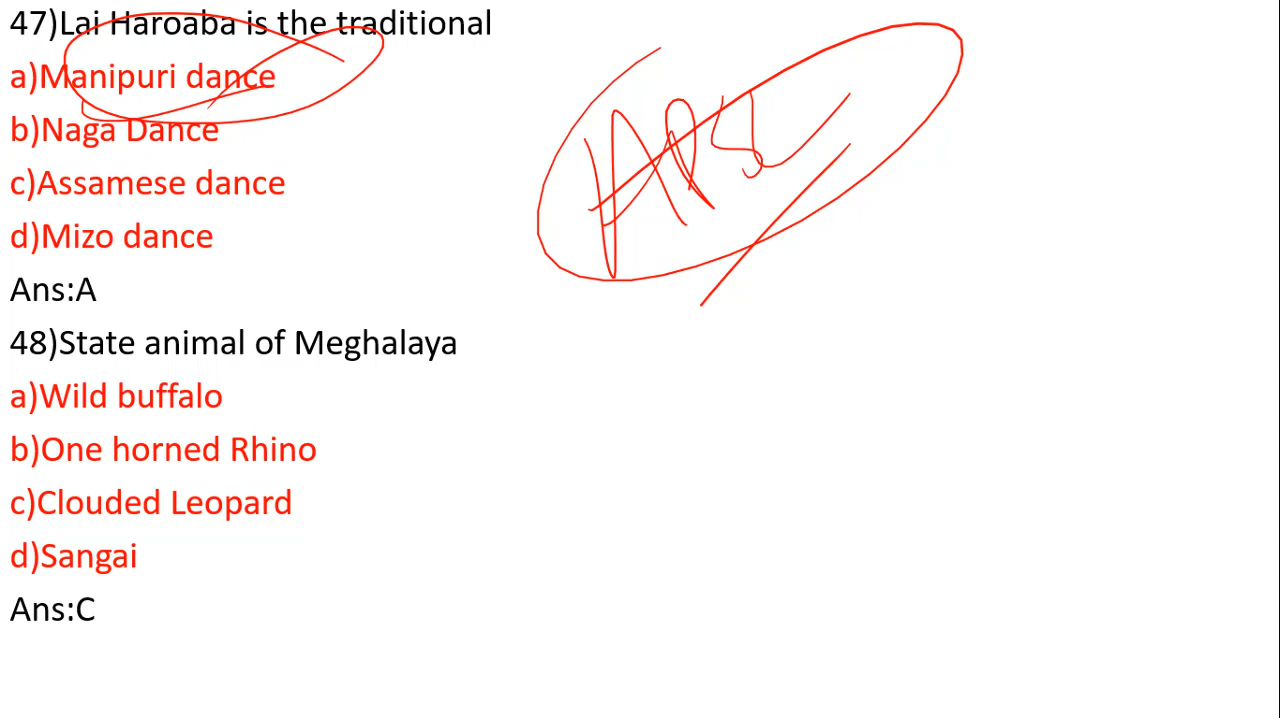 47)Lai Haroaba is the traditional
a)Manipuri dance
b)Naga Dance
c)Assamese dance
d)Mizo dance
Ans:A
48)State animal of Meghalaya
a)Wild buffalo
b)One horned Rhino
c)Clouded Leopard
d)Sangai
Ans:C